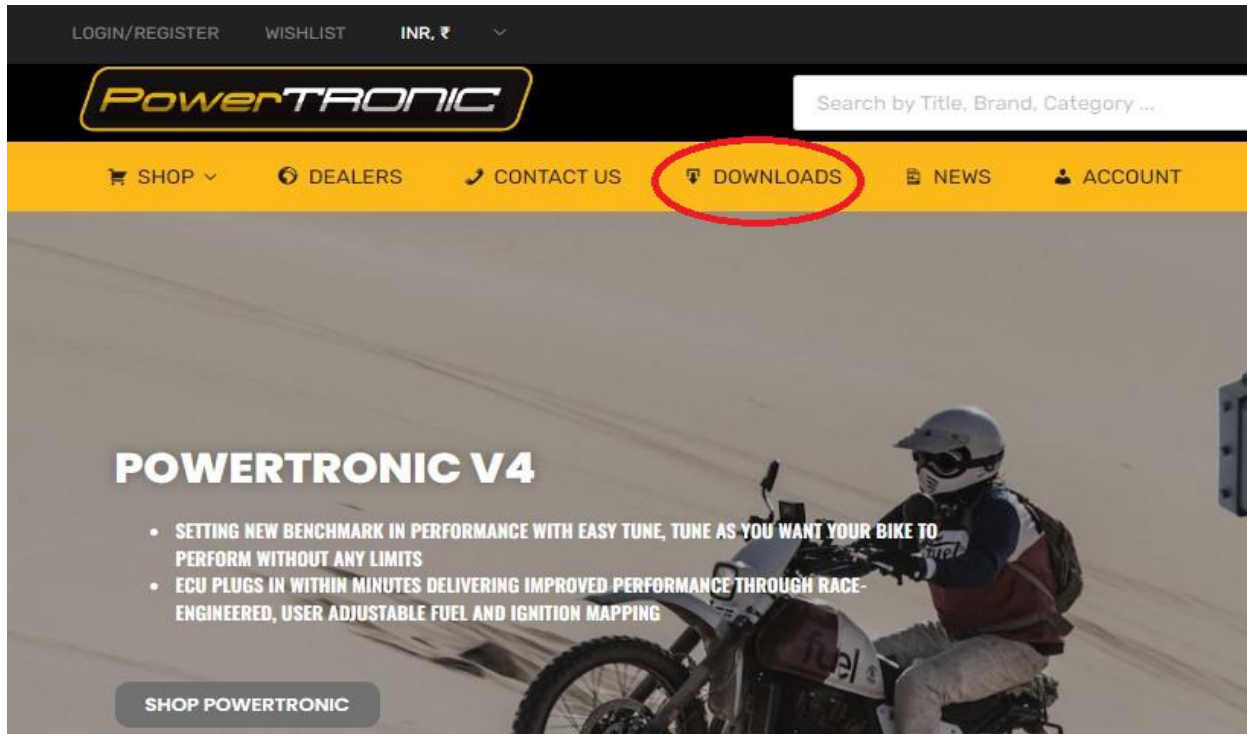 LOGIN/REGISTER WISHLIST INR, ₹
PowerTRONIC
Search by Title, Brand, Category ...
SHOP DEALERS CONTACT US DOWNLOADS NEWS ACCOUNT
POWERTRONIC V4
• SETTING NEW BENCHMARK IN PERFORMANCE WITH EASY TUNE, TUNE AS YOU WANT YOUR BIKE TO
PERFORM WITHOUT ANY LIMITS
• ECU PLUGS IN WITHIN MINUTES DELIVERING IMPROVED PERFORMANCE THROUGH RACE-
ENGINEERED, USER ADJUSTABLE FUEL AND IGNITION MAPPING
fuel
fuel
SHOP POWERTRONIC